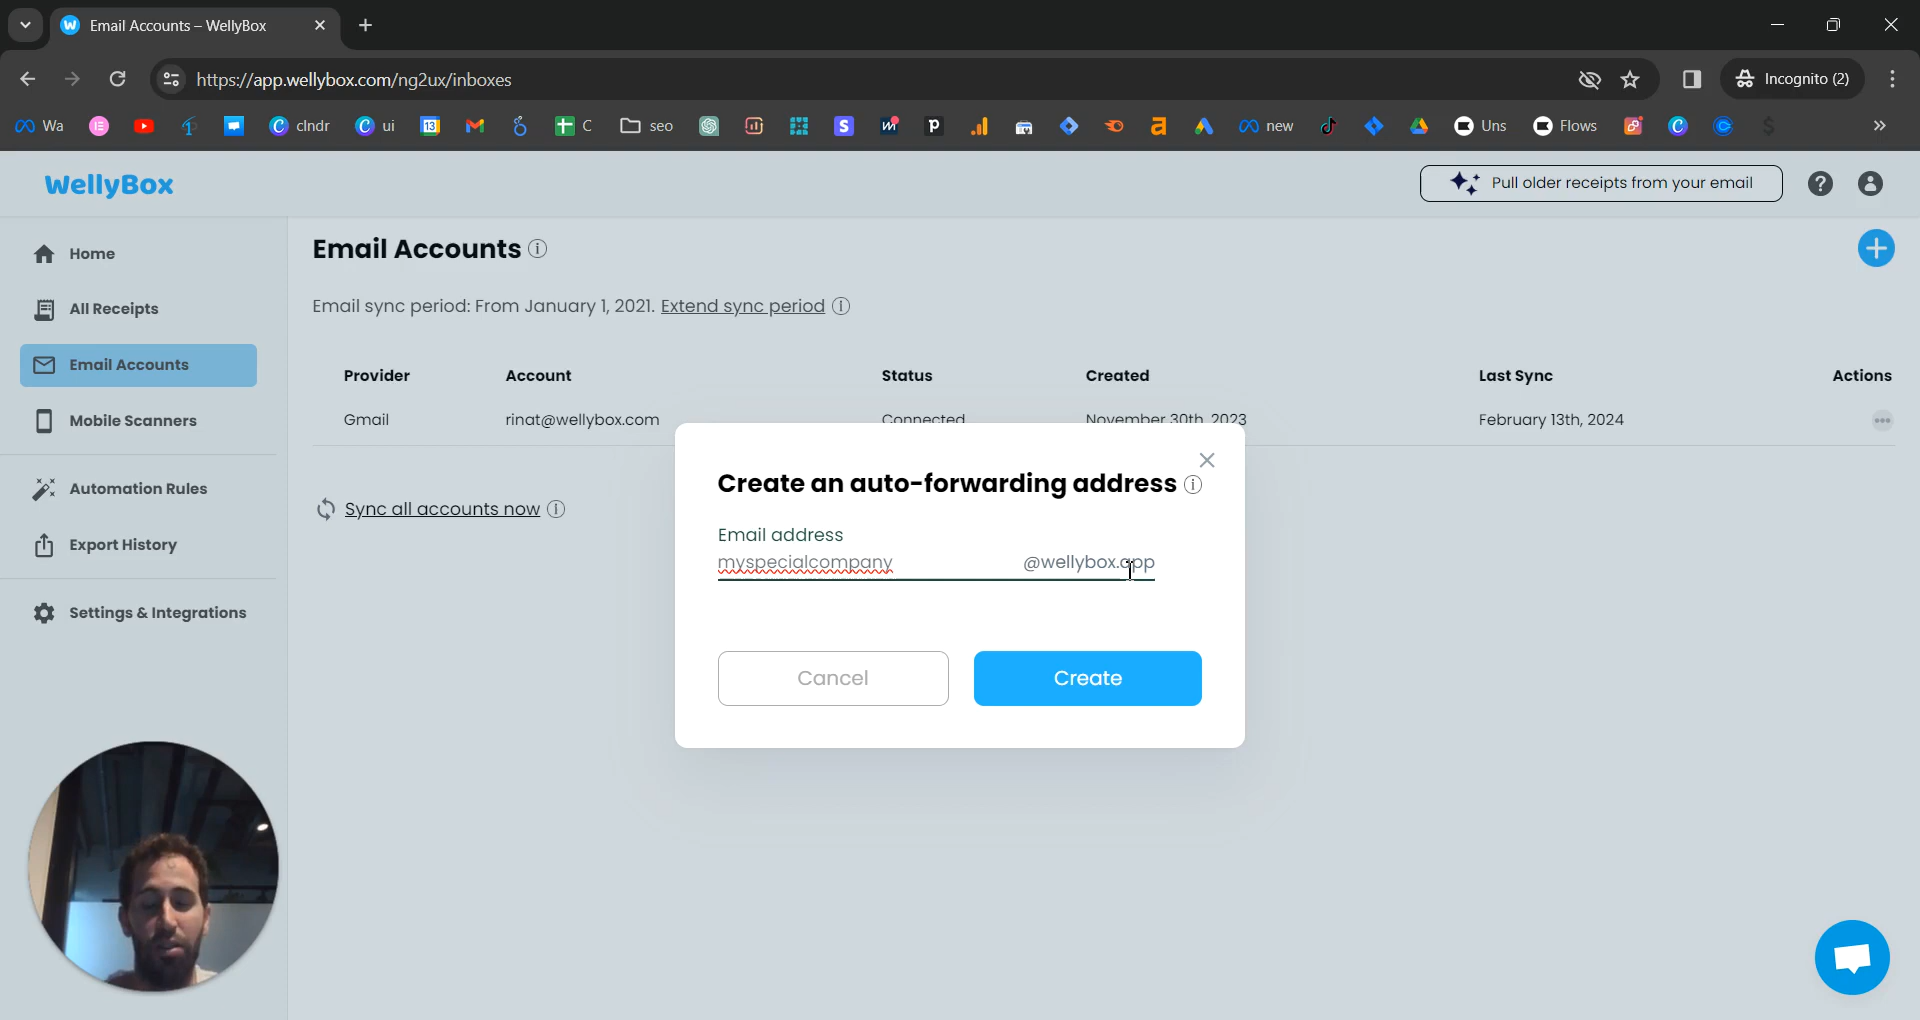 Email Accounts – WellyBox
https://app.wellybox.com/ng2ux/inboxes
Incognito (2)
Wa
clndr
ui
13
C
seo
S
p
a
new
Uns
Flows
WellyBox
Pull older receipts from your email
Home
All Receipts
Email Accounts
Mobile Scanners
Automation Rules
Export History
Settings & Integrations
Email Accounts
Email sync period: From January 1, 2021. Extend sync period
Provider Account Status Created Last Sync Actions
Gmail rinat@wellybox.com Connected November 30th, 2023 February 13th, 2024
Sync all accounts now
Create an auto-forwarding address
Email address
myspecialcompany @wellybox.app
Cancel Create